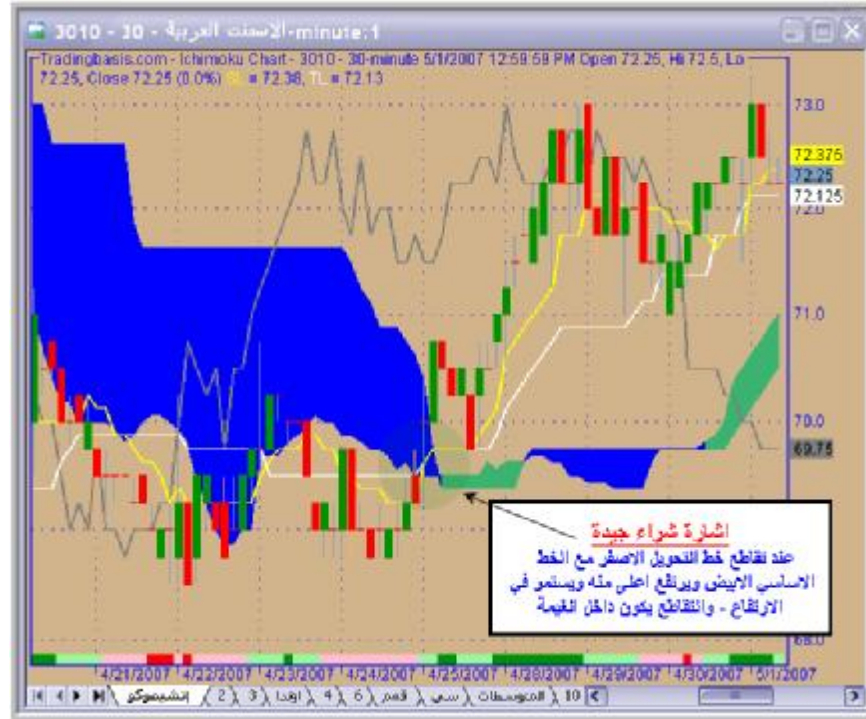 3010 - 30 - الاسمنت العربية-minute:1
Tradingbasis.com - Ichimoku Chart - 3010 - 30-minute 5/1/2007 12:59:59 PM Open 72.25, Hi 72.5, Lo
72.25, Close 72.25 (0.0%) SL = 72.38, TL = 72.13
73.0
72.375
72.25
72.125
72.0
71.0
70.0
69.75
اشارة شراء جيدة
عند تقاطع خط التحويل الاصفر مع الخط
الاساسي الابيض ويرتفع اعلى منه ويستمر في
الارتفاع - والتقاطع يكون داخل الغيمة
69.0
4/21/2007 4/22/2007 4/23/2007 4/24/2007 4/25/2007 4/28/2007 4/29/2007 4/30/2007 5/1/2007
إتشيموكو 2 3 اوفدا 4 6 قمم سي المتوسطات 10